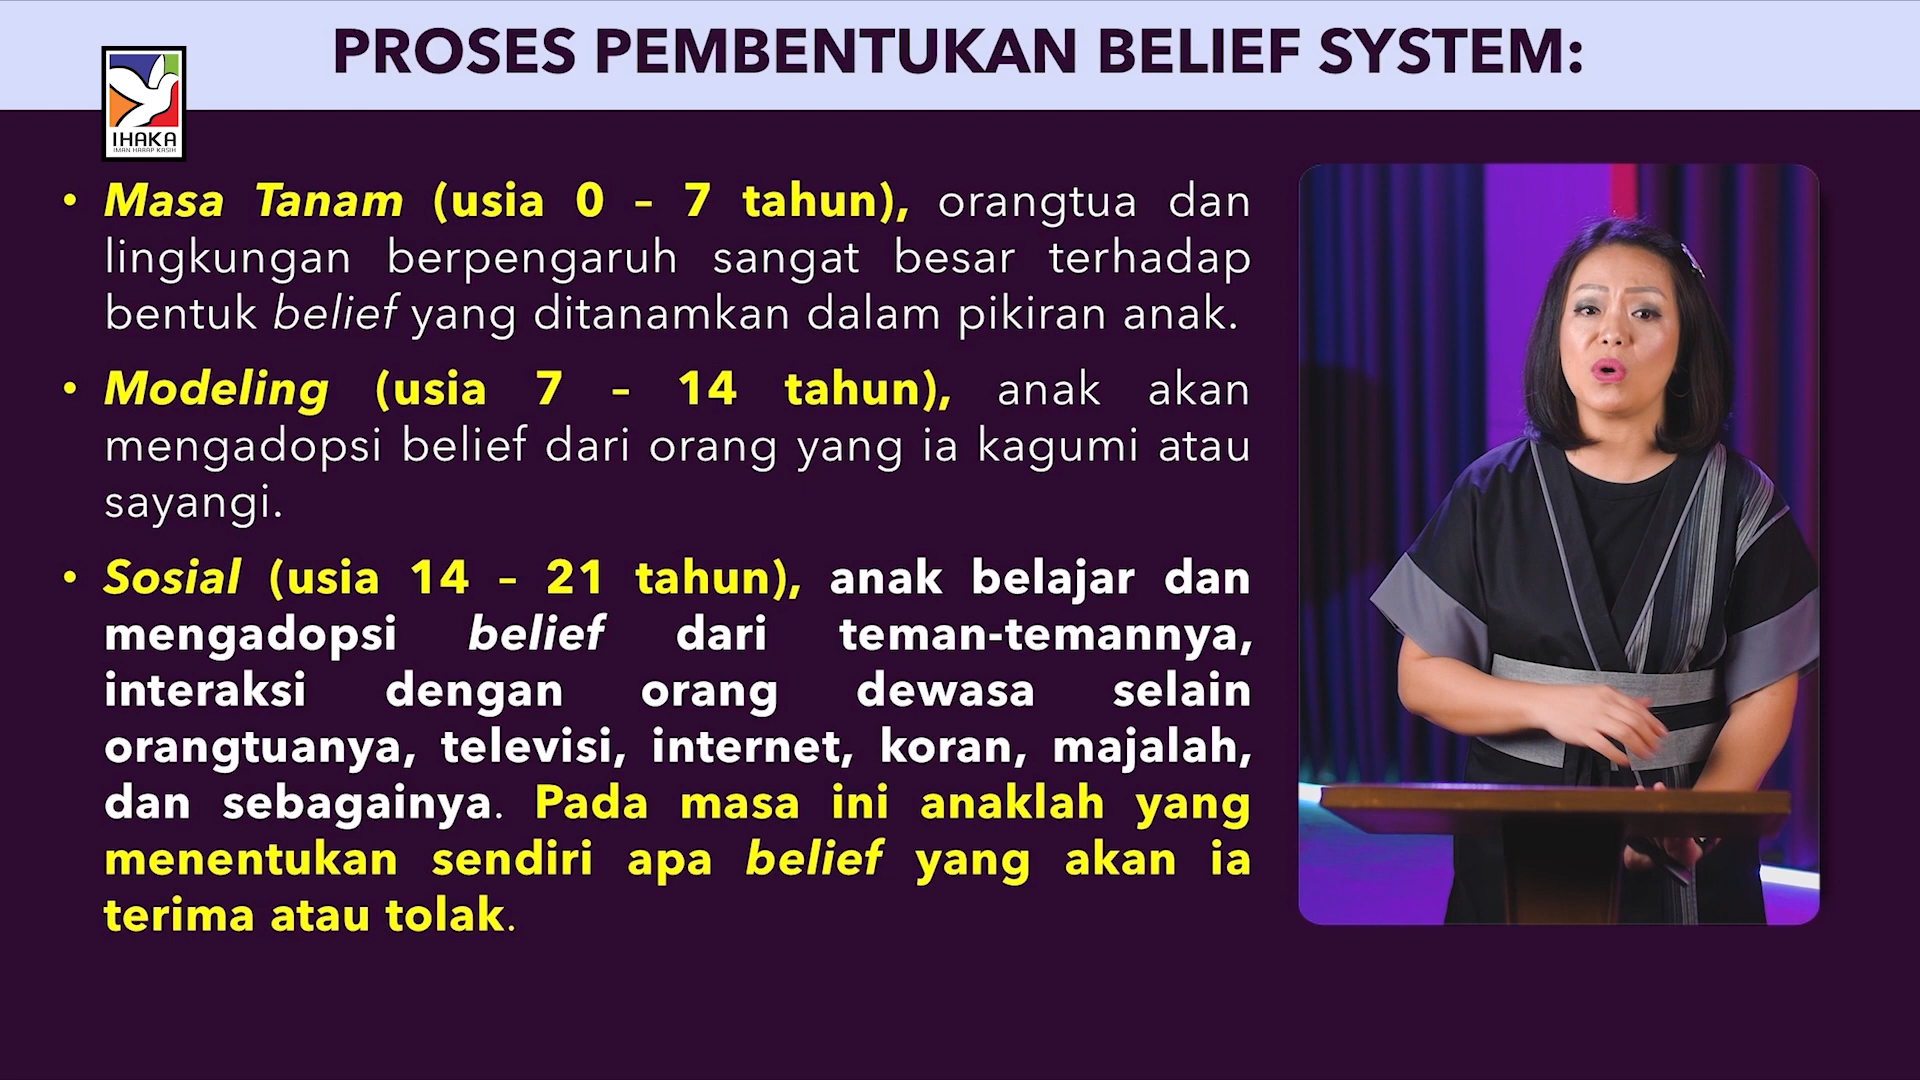 PROSES PEMBENTUKAN BELIEF SYSTEM:
IHAKA
IMAN HARAP KASIH
• Masa Tanam (usia 0 – 7 tahun), orangtua dan
lingkungan berpengaruh sangat besar terhadap
bentuk belief yang ditanamkan dalam pikiran anak.
• Modeling (usia 7 – 14 tahun), anak akan
mengadopsi belief dari orang yang ia kagumi atau
sayangi.
• Sosial (usia 14 – 21 tahun), anak belajar dan
mengadopsi belief dari teman-temannya,
interaksi dengan orang dewasa selain
orangtuanya, televisi, internet, koran, majalah,
dan sebagainya. Pada masa ini anaklah yang
menentukan sendiri apa belief yang akan ia
terima atau tolak.